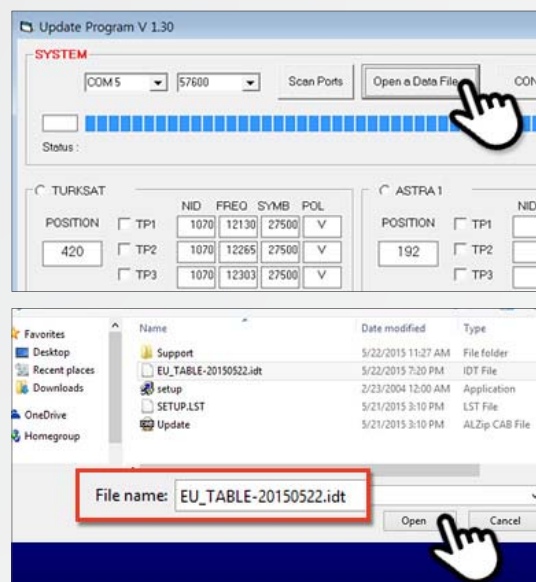 Update Program V 1.30
SYSTEM
COM 5 57600 Scan Ports Open a Data File CON
Status :
TURKSAT ASTRA1
NID FREQ SYMB POL NID
POSITION TP1 1070 12130 27500 V POSITION TP1
420 TP2 1070 12265 27500 V 192 TP2
TP3 1070 12303 27500 V TP3
Favorites Name Date modified Type
Desktop Support 5/22/2015 11:27 AM File folder
Recent places EU_TABLE-20150522.idt 5/22/2015 7:20 PM IDT File
Downloads setup 2/23/2004 12:00 AM Application
SETUP.LST 5/21/2015 3:10 PM LST File
OneDrive Update 5/21/2015 3:10 PM ALZip CAB File
Homegroup
File name: EU_TABLE-20150522.idt
Open Cancel